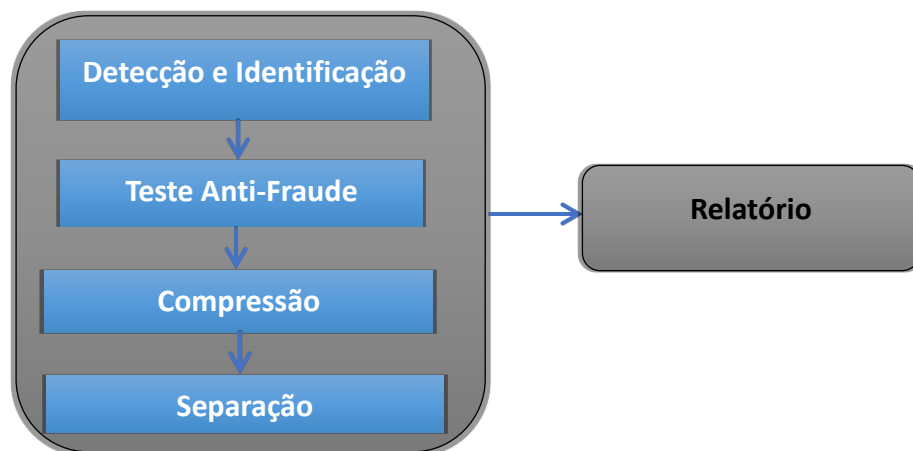 Detecção e Identificação
Teste Anti-Fraude
Compressão
Separação
Relatório